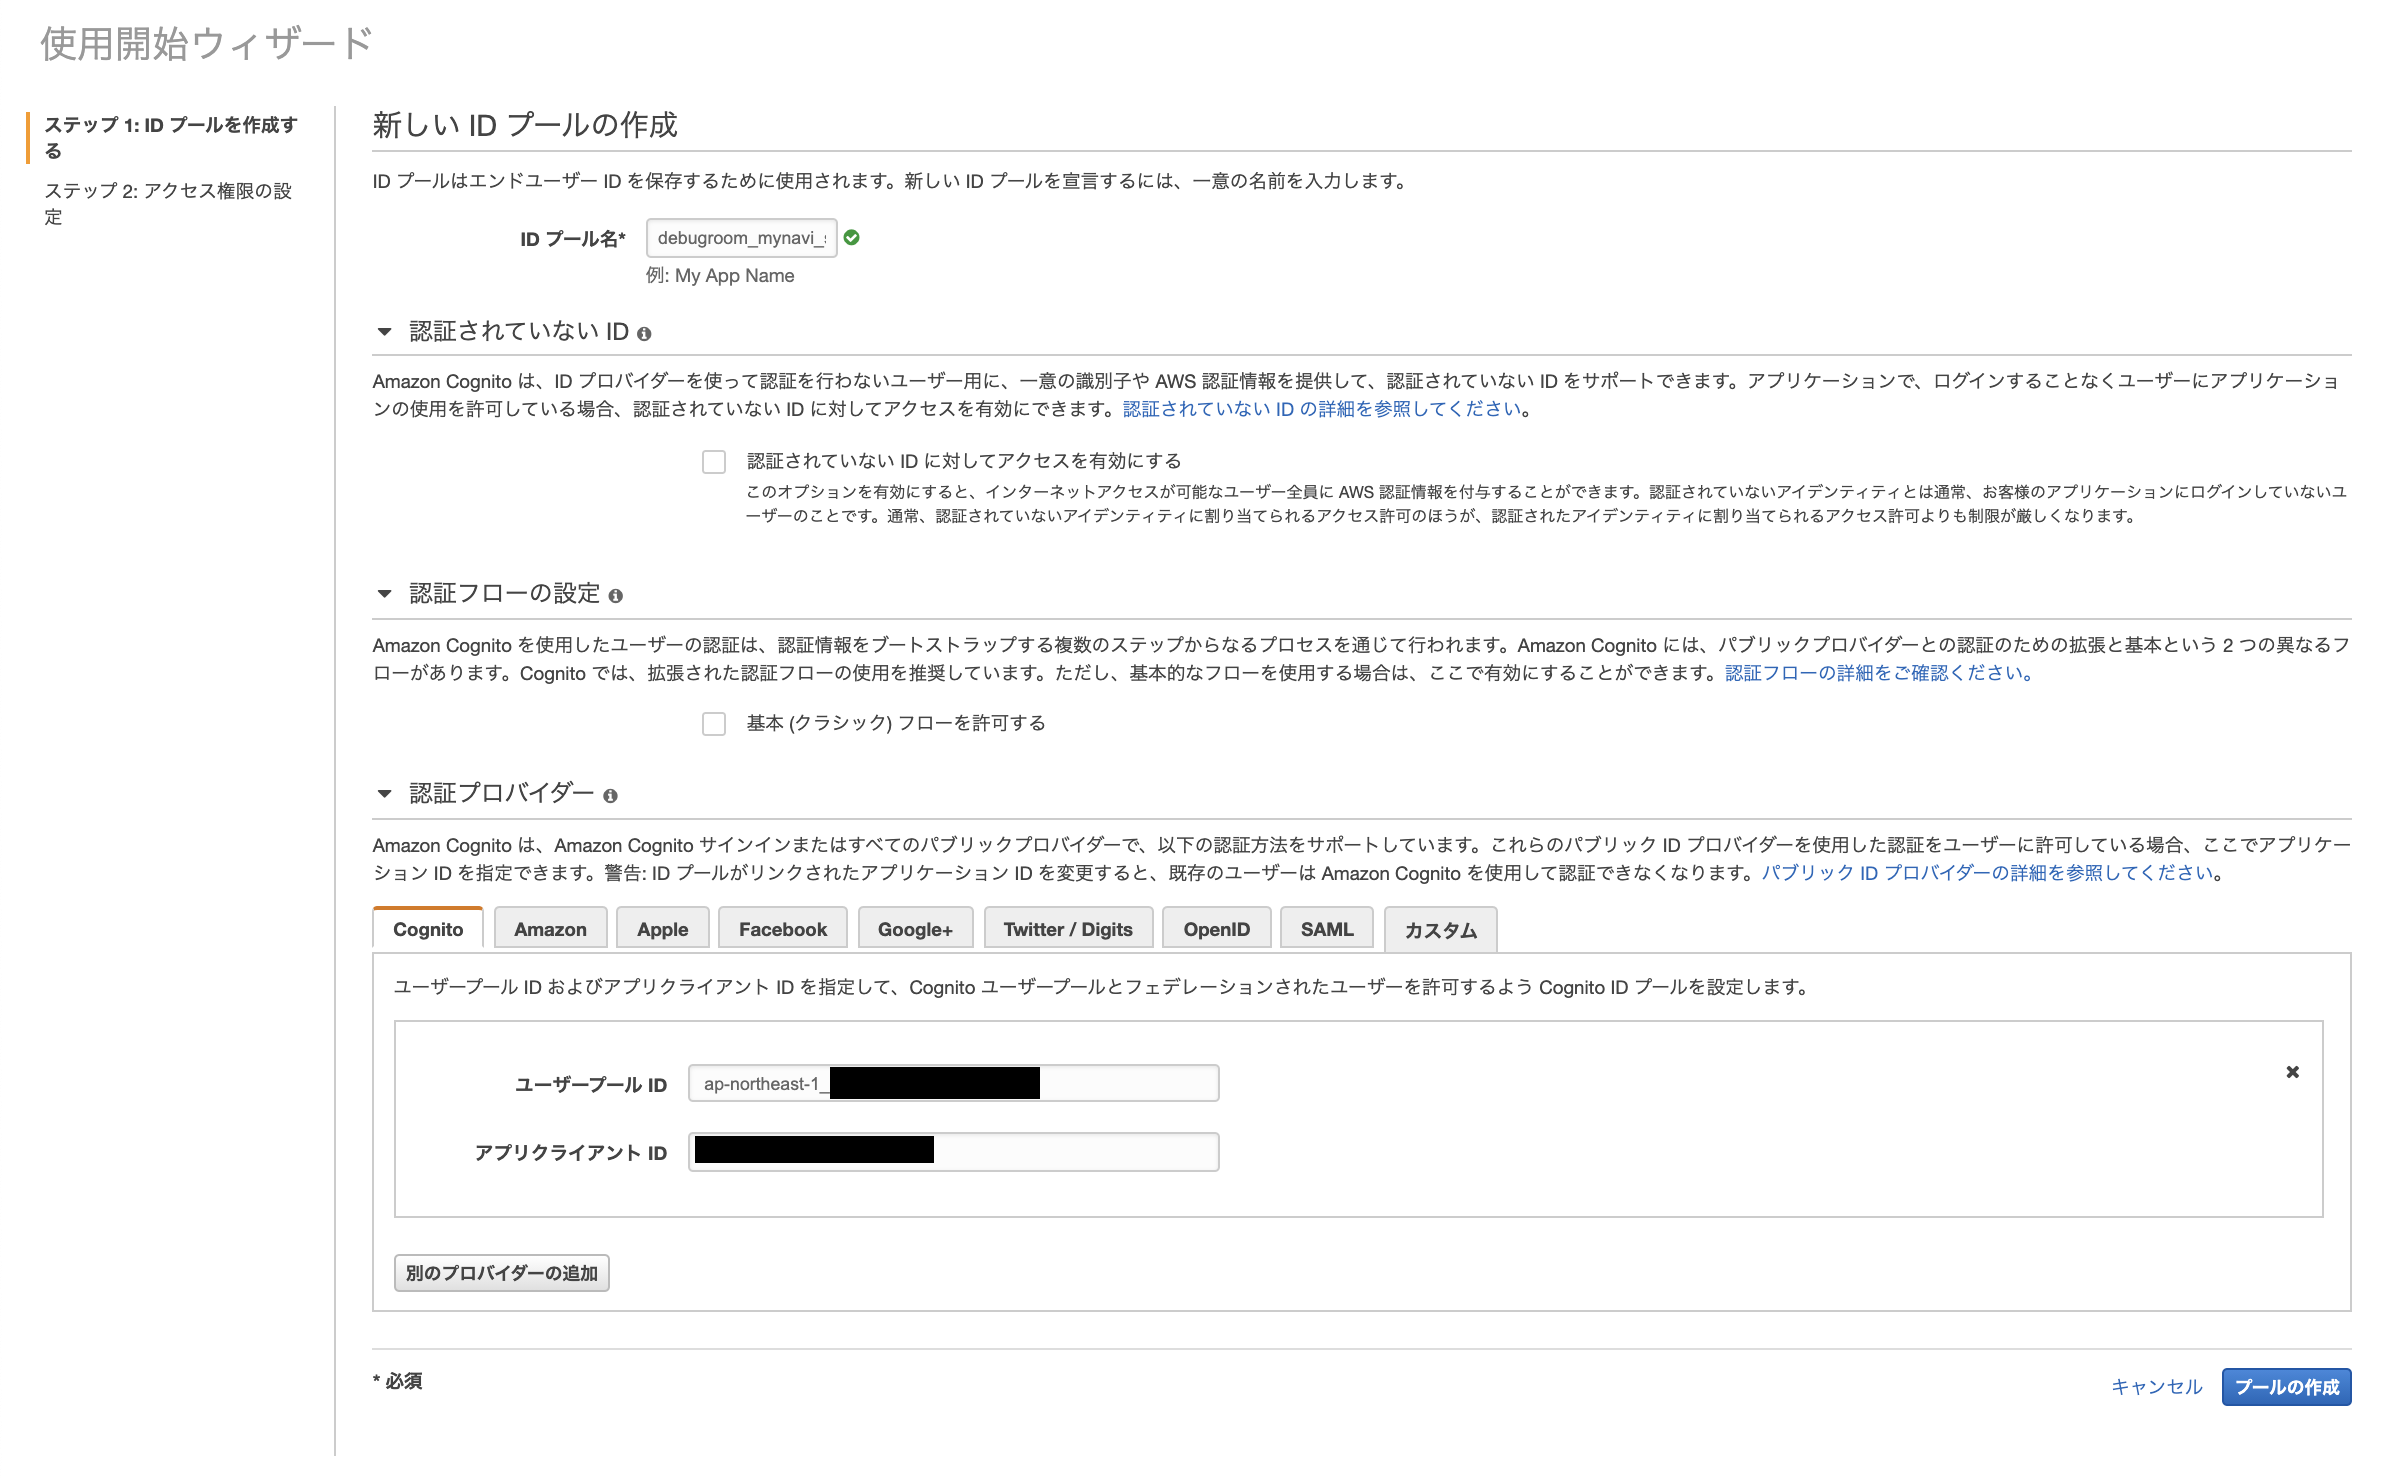 使用開始ウィザード
ステップ 1: ID プールを作成す
る
ステップ 2: アクセス権限の設
定
新しい ID プールの作成
ID プールはエンドユーザー ID を保存するために使用されます。新しい ID プールを宣言するには、一意の名前を入力します。
ID プール名* debugroom_mynavi_
例: My App Name
認証されていない ID
Amazon Cognito は、ID プロバイダーを使って認証を行わないユーザー用に、一意の識別子や AWS 認証情報を提供して、認証されていない ID をサポートできます。アプリケーションで、ログインすることなくユーザーにアプリケーショ
ンの使用を許可している場合、認証されていない ID に対してアクセスを有効にできます。認証されていない ID の詳細を参照してください。
認証されていない ID に対してアクセスを有効にする
このオプションを有効にすると、インターネットアクセスが可能なユーザー全員に AWS 認証情報を付与することができます。認証されていないアイデンティティとは通常、お客様のアプリケーションにログインしていないユ
ーザーのことです。通常、認証されていないアイデンティティに割り当てられるアクセス許可のほうが、認証されたアイデンティティに割り当てられるアクセス許可よりも制限が厳しくなります。
認証フローの設定
Amazon Cognito を使用したユーザーの認証は、認証情報をブートストラップする複数のステップからなるプロセスを通じて行われます。Amazon Cognito には、パブリックプロバイダーとの認証のための拡張と基本という 2 つの異なるフ
ローがあります。Cognito では、拡張された認証フローの使用を推奨しています。ただし、基本的なフローを使用する場合は、ここで有効にすることができます。認証フローの詳細をご確認ください。
基本 (クラシック) フローを許可する
認証プロバイダー
Amazon Cognito は、Amazon Cognito サインインまたはすべてのパブリックプロバイダーで、以下の認証方法をサポートしています。これらのパブリック ID プロバイダーを使用した認証をユーザーに許可している場合、ここでアプリケー
ション ID を指定できます。警告: ID プールがリンクされたアプリケーション ID を変更すると、既存のユーザーは Amazon Cognito を使用して認証できなくなります。パブリック ID プロバイダーの詳細を参照してください。
Cognito Amazon Apple Facebook Google+ Twitter / Digits OpenID SAML カスタム
ユーザープール ID およびアプリクライアント ID を指定して、Cognito ユーザープールとフェデレーションされたユーザーを許可するよう Cognito ID プールを設定します。
ユーザープール ID ap-northeast-1_
アプリクライアント ID
別のプロバイダーの追加
* 必須
キャンセル プールの作成